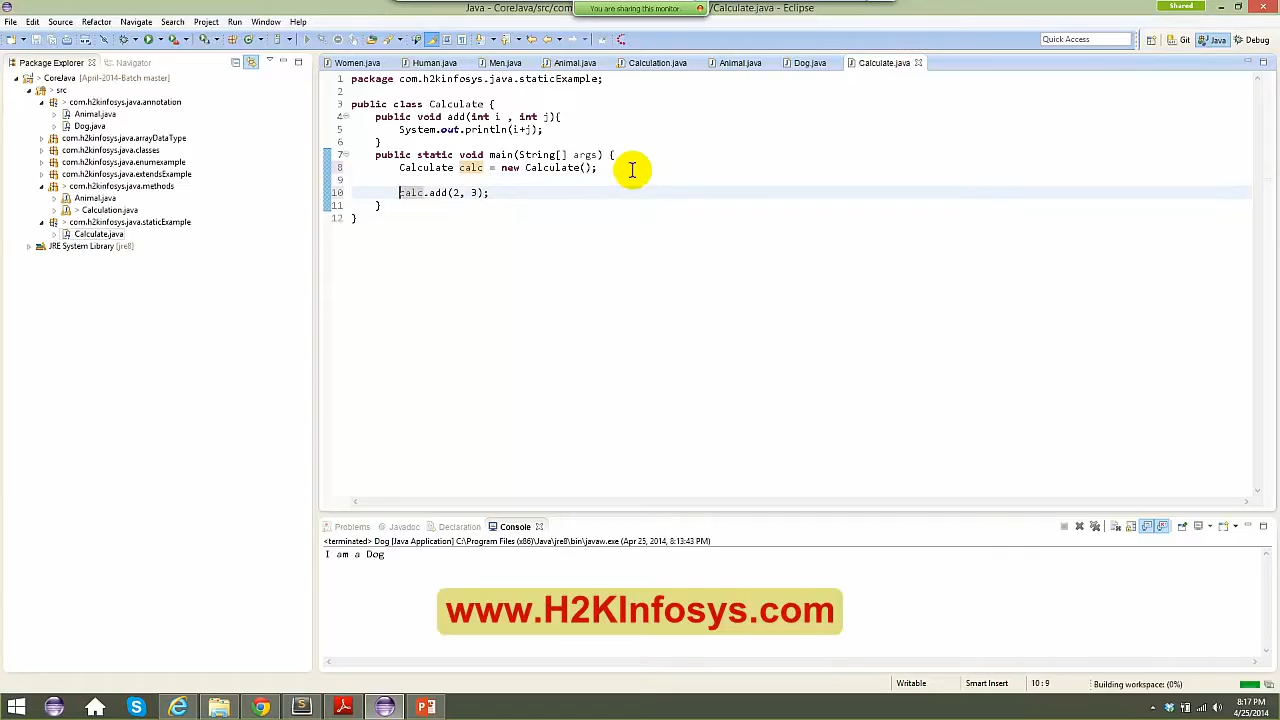 Java - CoreJava/src/com
You are sharing this monitor.
/Calculate.java - Eclipse
Shared
File Edit Source Refactor Navigate Search Project Run Window Help
Quick Access
Git
Java
Debug
Package Explorer
Navigator
CoreJava [April-2014-Batch master]
src
> com.h2kinfosys.java.annotation
Animal.java
Dog.java
com.h2kinfosys.java.arrayDataType
com.h2kinfosys.java.classes
com.h2kinfosys.java.enumexample
com.h2kinfosys.java.extendsExample
> com.h2kinfosys.java.methods
Animal.java
> Calculation.java
> com.h2kinfosys.java.staticExample
Calculate.java
JRE System Library [jre8]
Women.java Human.java Men.java Animal.java Calculation.java Animal.java Dog.java Calculate.java
1 package com.h2kinfosys.java.staticExample;
2
3 public class Calculate {
4 public void add(int i , int j){
5 System.out.println(i+j);
6 }
7 public static void main(String[] args) {
8 Calculate calc = new Calculate();
9
10 calc.add(2, 3);
11 }
12 }
Problems Javadoc Declaration Console
<terminated> Dog [Java Application] C:\Program Files (x86)\Java\jre8\bin\javaw.exe (Apr 25, 2014, 8:13:43 PM)
I am a Dog
www.H2KInfosys.com
Writable Smart Insert 10 : 9 Building workspace: (0%)
8:17 PM
4/25/2014